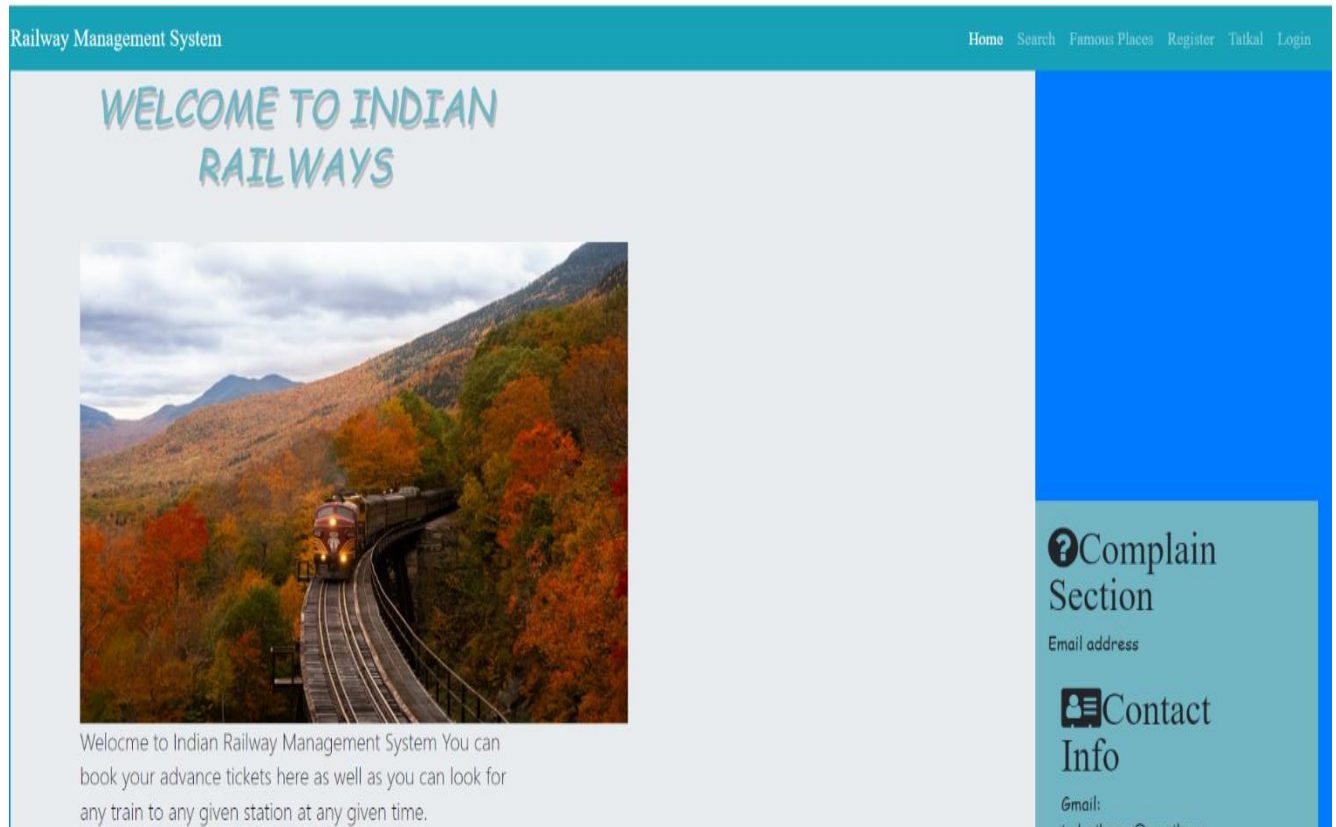 Railway Management System
Home Search Famous Places Register Tatkal Login
WELCOME TO INDIAN
RAILWAYS
Welocme to Indian Railway Management System You can
book your advance tickets here as well as you can look for
any train to any given station at any given time.
Complain
Section
Email address
Contact
Info
Gmail: